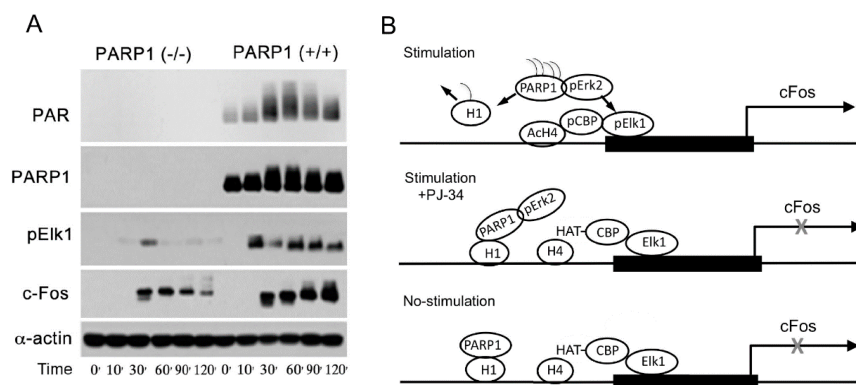 A
PARP1 (-/-) PARP1 (+/+)
PAR
PARP1
pElk1
c-Fos
α-actin
Time 0' 10' 30' 60' 90' 120' 0' 10' 30' 60' 90' 120'
B
Stimulation
PARP1 pErk2
H1
cFos
AcH4 pCBP pElk1
Stimulation
+PJ-34
PARP1 pErk2
cFos
HAT- CBP
H1 H4 Elk1
No-stimulation
cFos
PARP1
HAT- CBP
H1 H4 Elk1